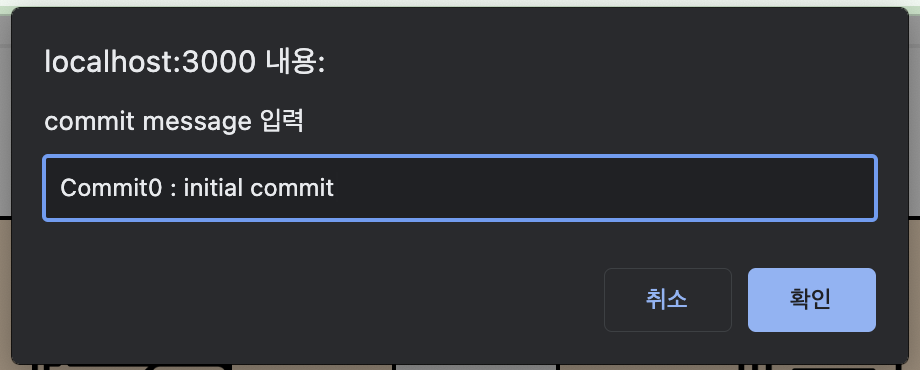 localhost:3000 내용:
commit message 입력
Commit0 : initial commit
취소
확인